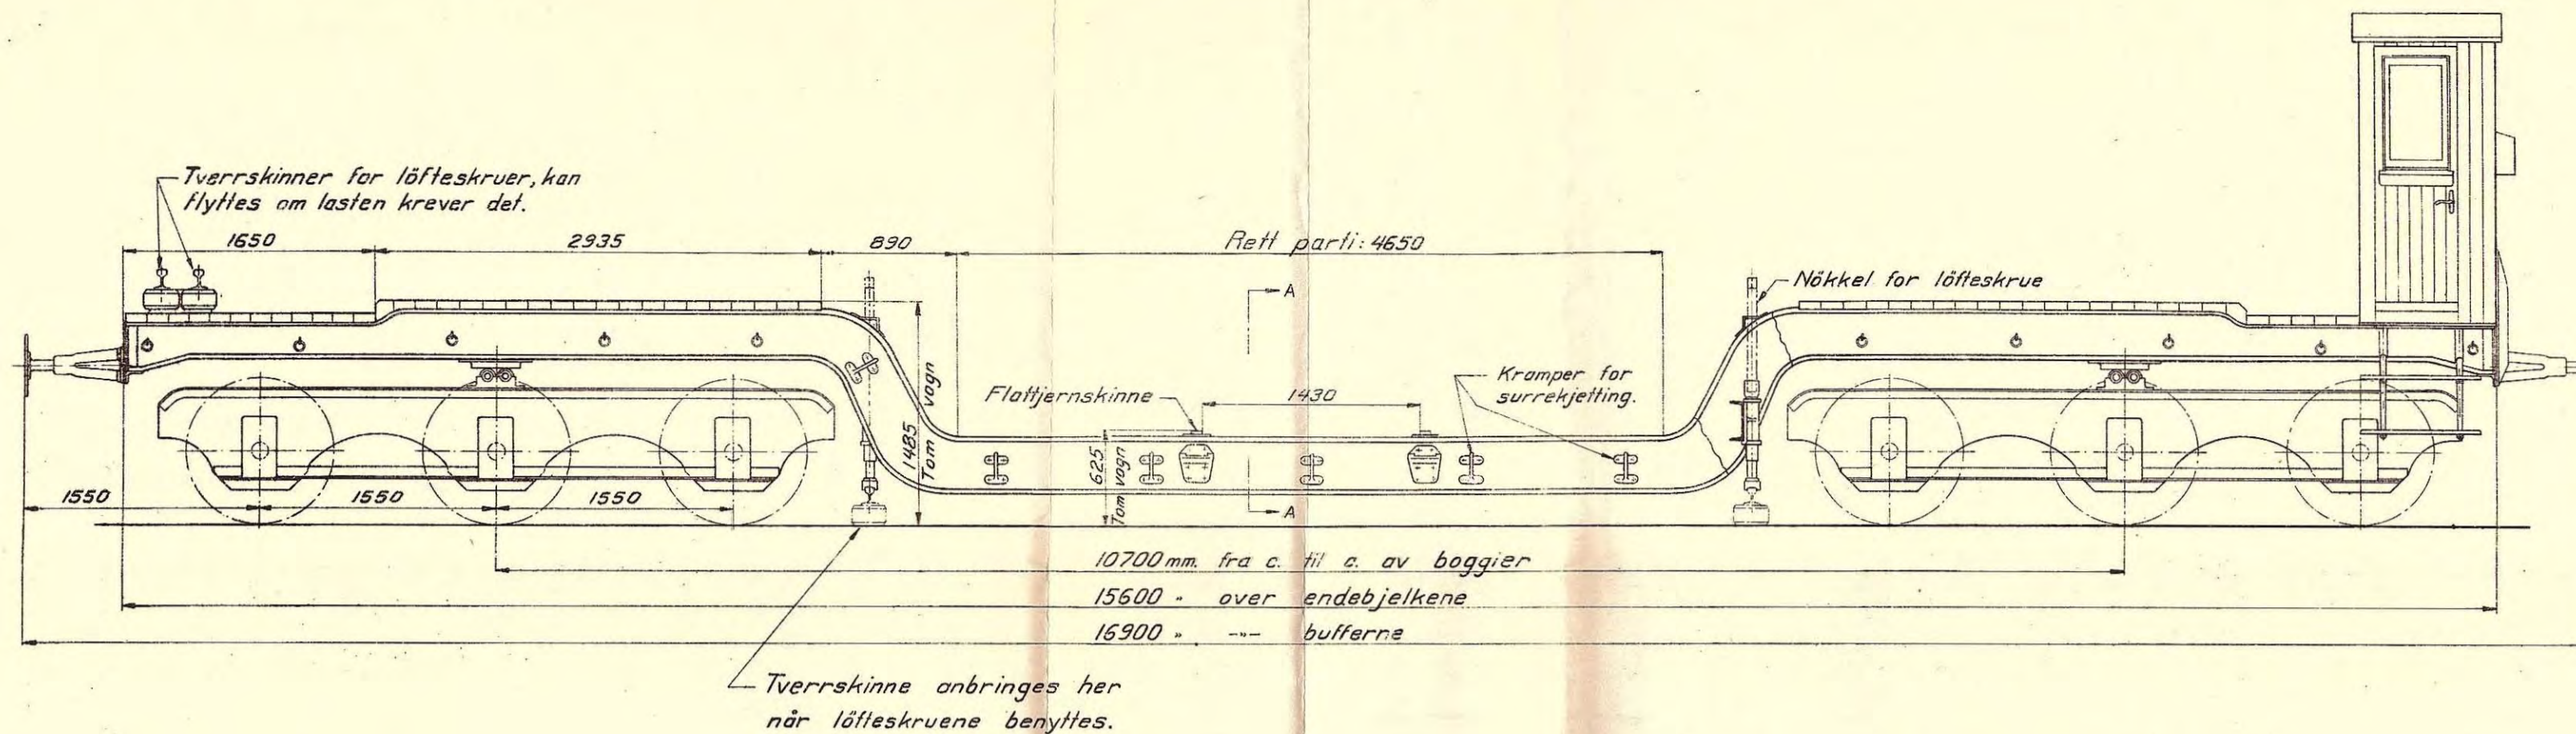 Tverrskinner for löfteskruer, kan
flyttes om lasten krever det.
1650
2935
890
Rett parti: 4650
Nökkel for löfteskrue
A
Flattjernskinne
1430
Kramper for
surrekjetting.
1485
Tom vagn
625
Tom vagn
1550
1550
1550
A
10700 mm. fra c. til c. av boggier
15600 " over endebjelkene
16900 " -"- bufferne
Tverrskinne anbringes her
når löfteskruene benyttes.